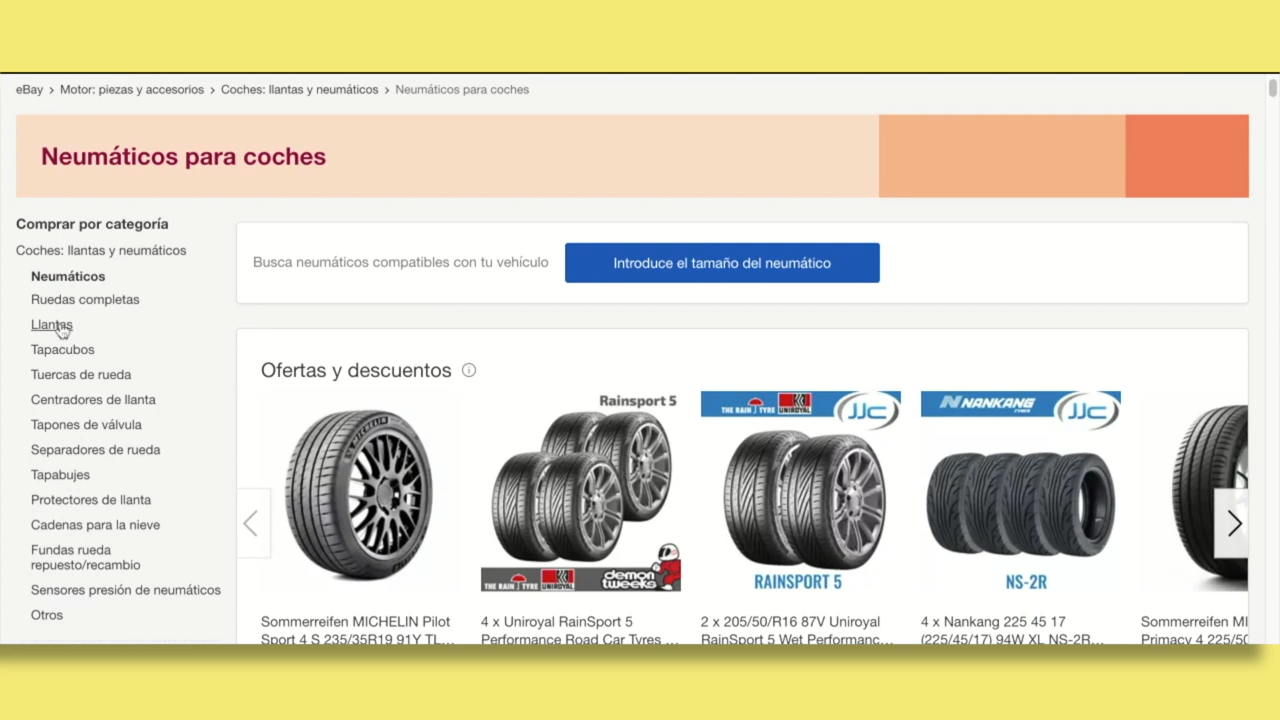 eBay > Motor: piezas y accesorios > Coches: llantas y neumáticos > Neumáticos para coches
Neumáticos para coches
Comprar por categoría
Coches: llantas y neumáticos
Neumáticos
Ruedas completas
Llantas
Tapacubos
Tuercas de rueda
Centradores de llanta
Tapones de válvula
Separadores de rueda
Tapabujes
Protectores de llanta
Cadenas para la nieve
Fundas rueda
repuesto/recambio
Sensores presión de neumáticos
Otros
Busca neumáticos compatibles con tu vehículo
Introduce el tamaño del neumático
Ofertas y descuentos
MICHELIN
Sommerreifen MICHELIN Pilot
Sport 4 S 235/35R19 91Y TL...
Rainsport 5
THE RAIN TYRE UNIROYAL
demon
tweeks
4 x Uniroyal RainSport 5
Performance Road Car Tyres ...
THE RAIN TYRE UNIROYAL JJC
RAINSPORT 5
2 x 205/50/R16 87V Uniroyal
RainSport 5 Wet Performanc...
NANKANG TYRES JJC
NS-2R
4 x Nankang 225 45 17
(225/45/17) 94W XL NS-2R...
Sommerreifen MI
Primacy 4 225/50